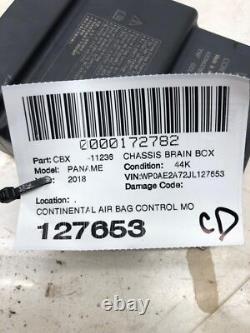 0000172782
Part: CBX -11236 CHASSIS BRAIN BOX
Model: PANAME Condition: 44K
2018 VIN:WP0AE2A72JL127653
Damage Code:
Location: .
CONTINENTAL AIR BAG CONTROL MO
127653
CD